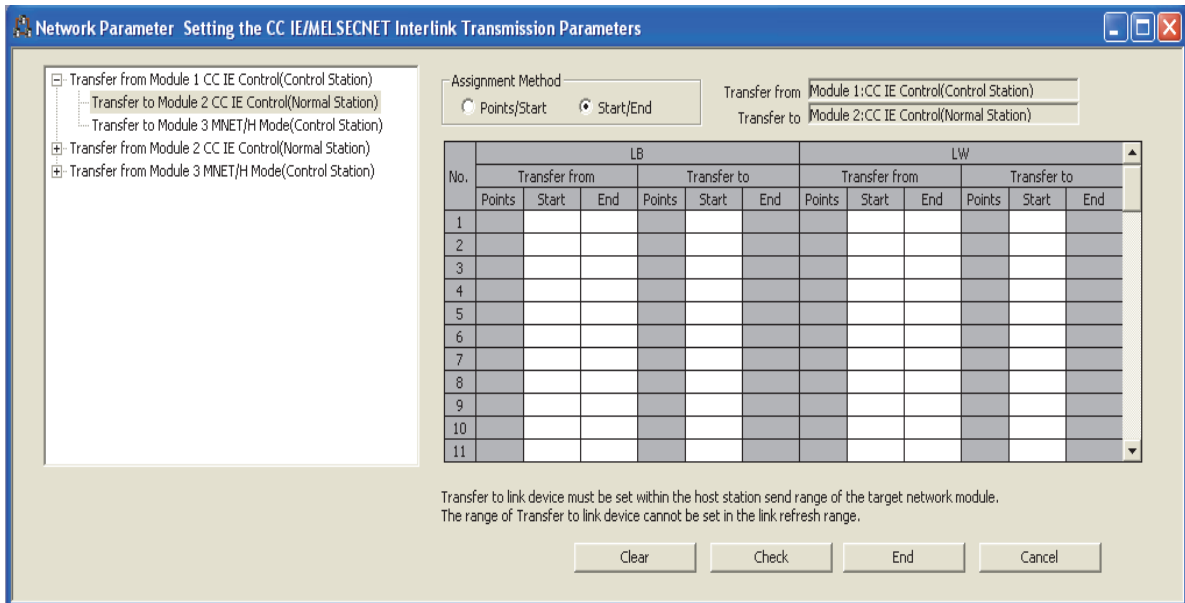 Network Parameter Setting the CC IE/MELSECNET Interlink Transmission Parameters
Transfer from Module 1 CC IE Control(Control Station)
Transfer to Module 2 CC IE Control(Normal Station)
Transfer to Module 3 MNET/H Mode(Control Station)
Transfer from Module 2 CC IE Control(Normal Station)
Transfer from Module 3 MNET/H Mode(Control Station)
Assignment Method
Points/Start Start/End
Transfer from Module 1:CC IE Control(Control Station)
Transfer to Module 2:CC IE Control(Normal Station)
No. LB LW
Transfer from Transfer to Transfer from Transfer to
Points Start End Points Start End Points Start End Points Start End
1
2
3
4
5
6
7
8
9
10
11
Transfer to link device must be set within the host station send range of the target network module.
The range of Transfer to link device cannot be set in the link refresh range.
Clear Check End Cancel